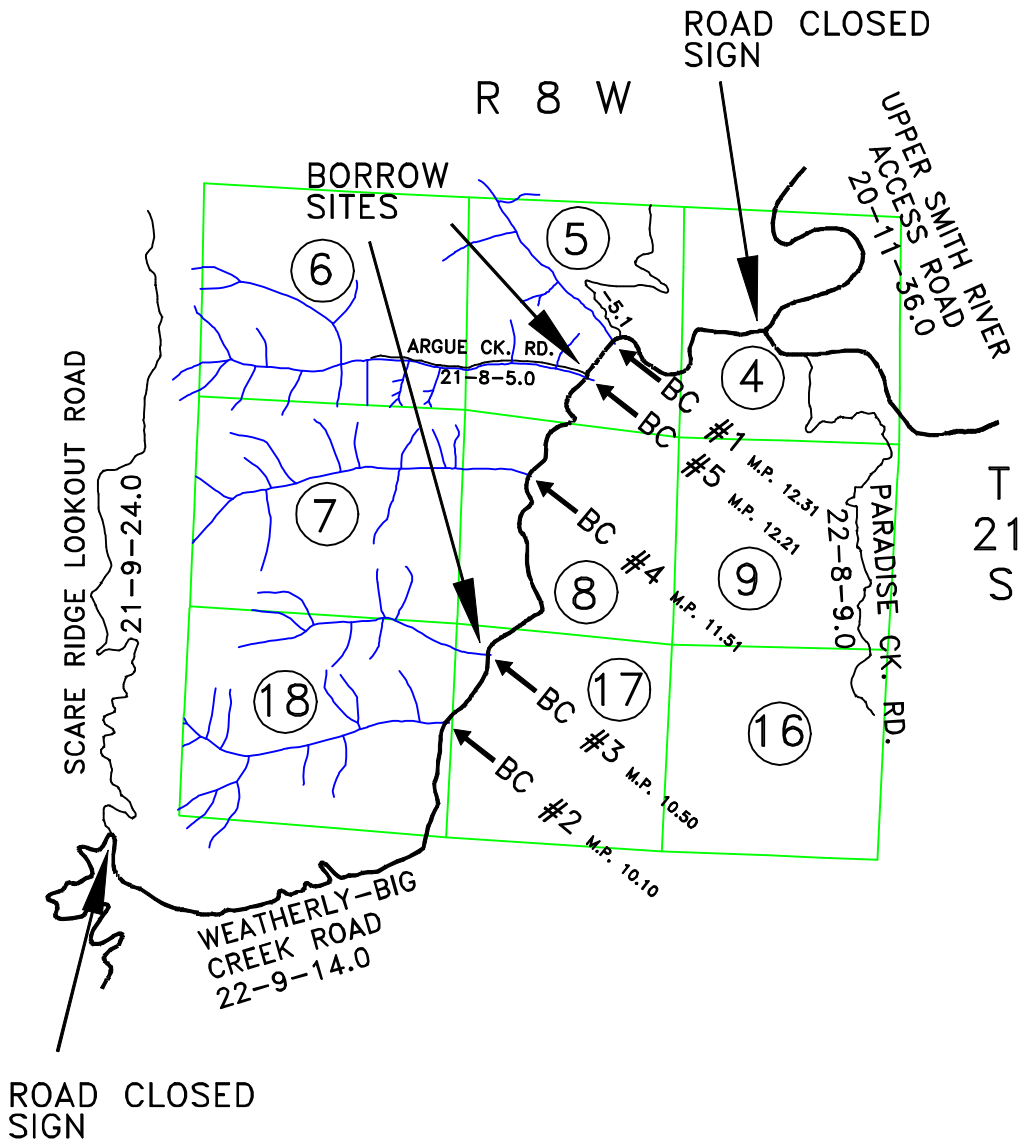 ROAD CLOSED
SIGN
R 8 W
UPPER SMITH RIVER
ACCESS ROAD
20-11-36.0
BORROW
SITES
5
6
-5.1
ARGUE CK. RD.
21-8-5.0
4
BC #1 M.P. 12.31
BC #5 M.P. 12.21
SCARE RIDGE LOOKOUT ROAD
21-9-24.0
7
BC #4 M.P. 11.51
8
9
PARADISE CK. RD.
22-8-9.0
T
21
S
18
17
16
BC #3 M.P. 10.50
BC #2 M.P. 10.10
WEATHERLY-BIG
CREEK ROAD
22-9-14.0
ROAD CLOSED
SIGN